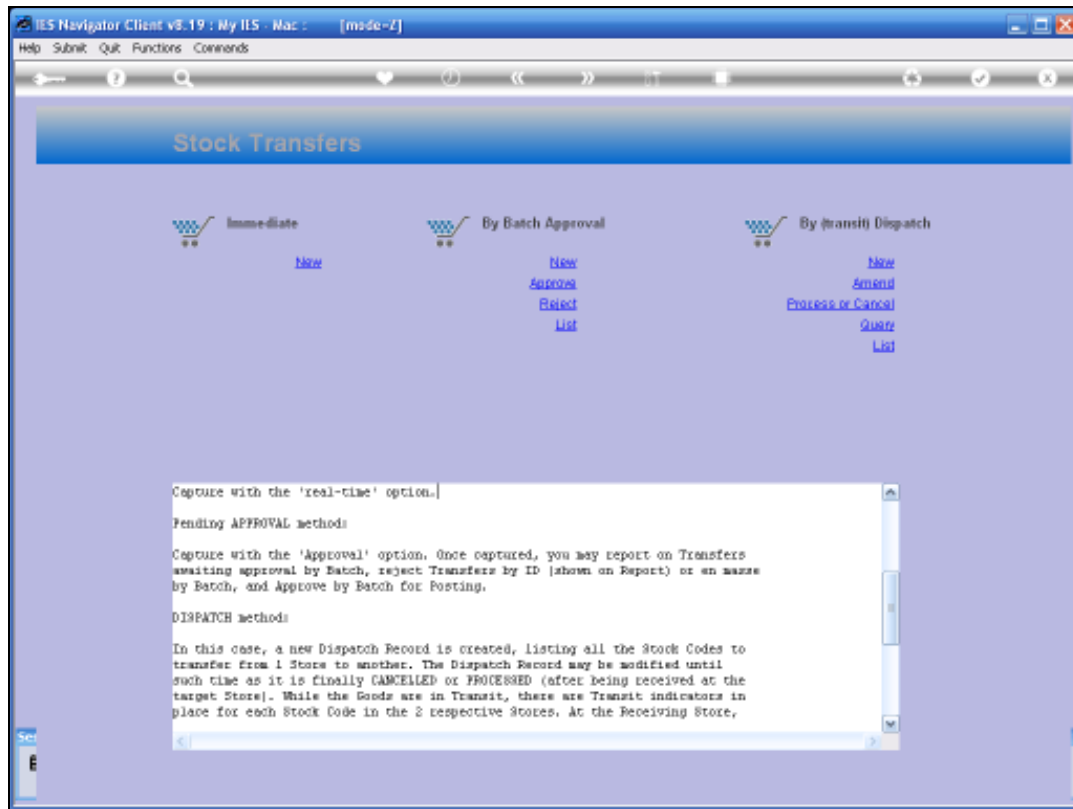 IES Navigator Client v8.19 : My IES - Mac : [mode=Z]
Help Submit Quit Functions Commands
Stock Transfers
Immediate
New
By Batch Approval
New
Approve
Reject
List
By (transit) Dispatch
New
Amend
Process or Cancel
Query
List
Capture with the 'real-time' option.
Pending APPROVAL method:
Capture with the 'Approval' option. Once captured, you may report on Transfers
awaiting approval by Batch, reject Transfers by ID (shown on Report) or en masse
by Batch, and Approve by Batch for Posting.
DISPATCH method:
In this case, a new Dispatch Record is created, listing all the Stock Codes to
transfer from 1 Store to another. The Dispatch Record may be modified until
such time as it is finally CANCELLED or PROCESSED (after being received at the
target Store). While the Goods are in Transit, there are Transit indicators in
place for each Stock Code in the 2 respective Stores. At the Receiving Store,